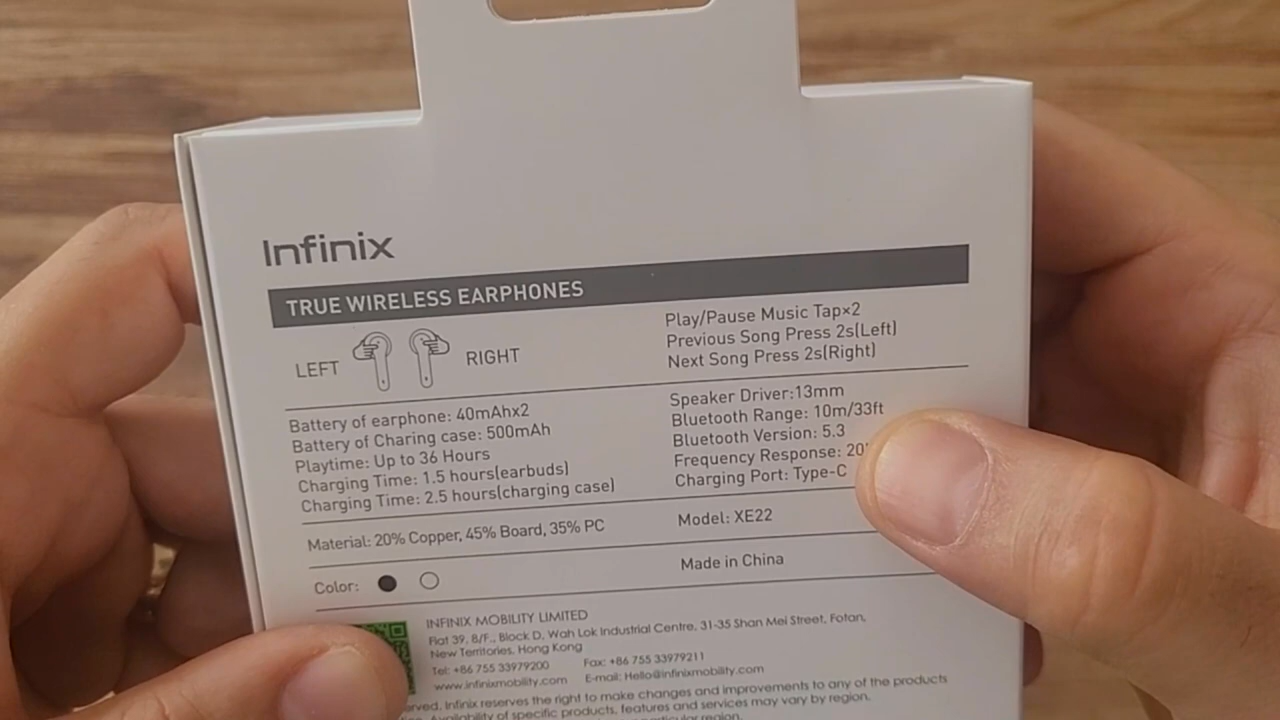 Infinix
TRUE WIRELESS EARPHONES
LEFT
RIGHT
Play/Pause Music Tap×2
Previous Song Press 2s(Left)
Next Song Press 2s(Right)
Battery of earphone: 40mAhx2
Battery of Charing case: 500mAh
Playtime: Up to 36 Hours
Charging Time: 1.5 hours(earbuds)
Charging Time: 2.5 hours(charging case)
Speaker Driver:13mm
Bluetooth Range: 10m/33ft
Bluetooth Version: 5.3
Frequency Response:
Charging Port: Type-C
Material: 20% Copper, 45% Board, 35% PC
Model: XE22
Color:
Made in China
INFINIX MOBILITY LIMITED
Flat 39, 8/F., Block D, Wah Lok Industrial Centre, 31-35 Shan Mei Street, Fotan,
New Territories, Hong Kong
Tel: +86 755 33979200 Fax: +86 755 33979211
www.infinixmobility.com E-mail: Hello@infinixmobility.com
Infinix reserves the right to make changes and improvements to any of the products
Availability of specific products, features and services may vary by region.
particular region.